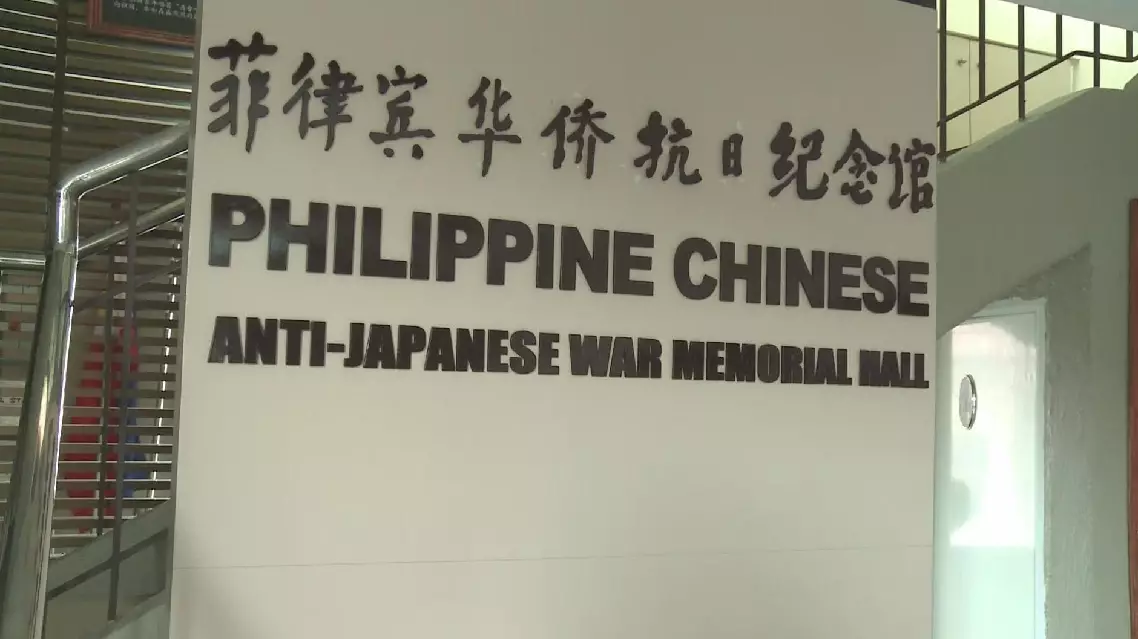 菲律宾华侨抗日纪念馆
PHILIPPINE CHINESE
ANTI-JAPANESE WAR MEMORIAL HALL